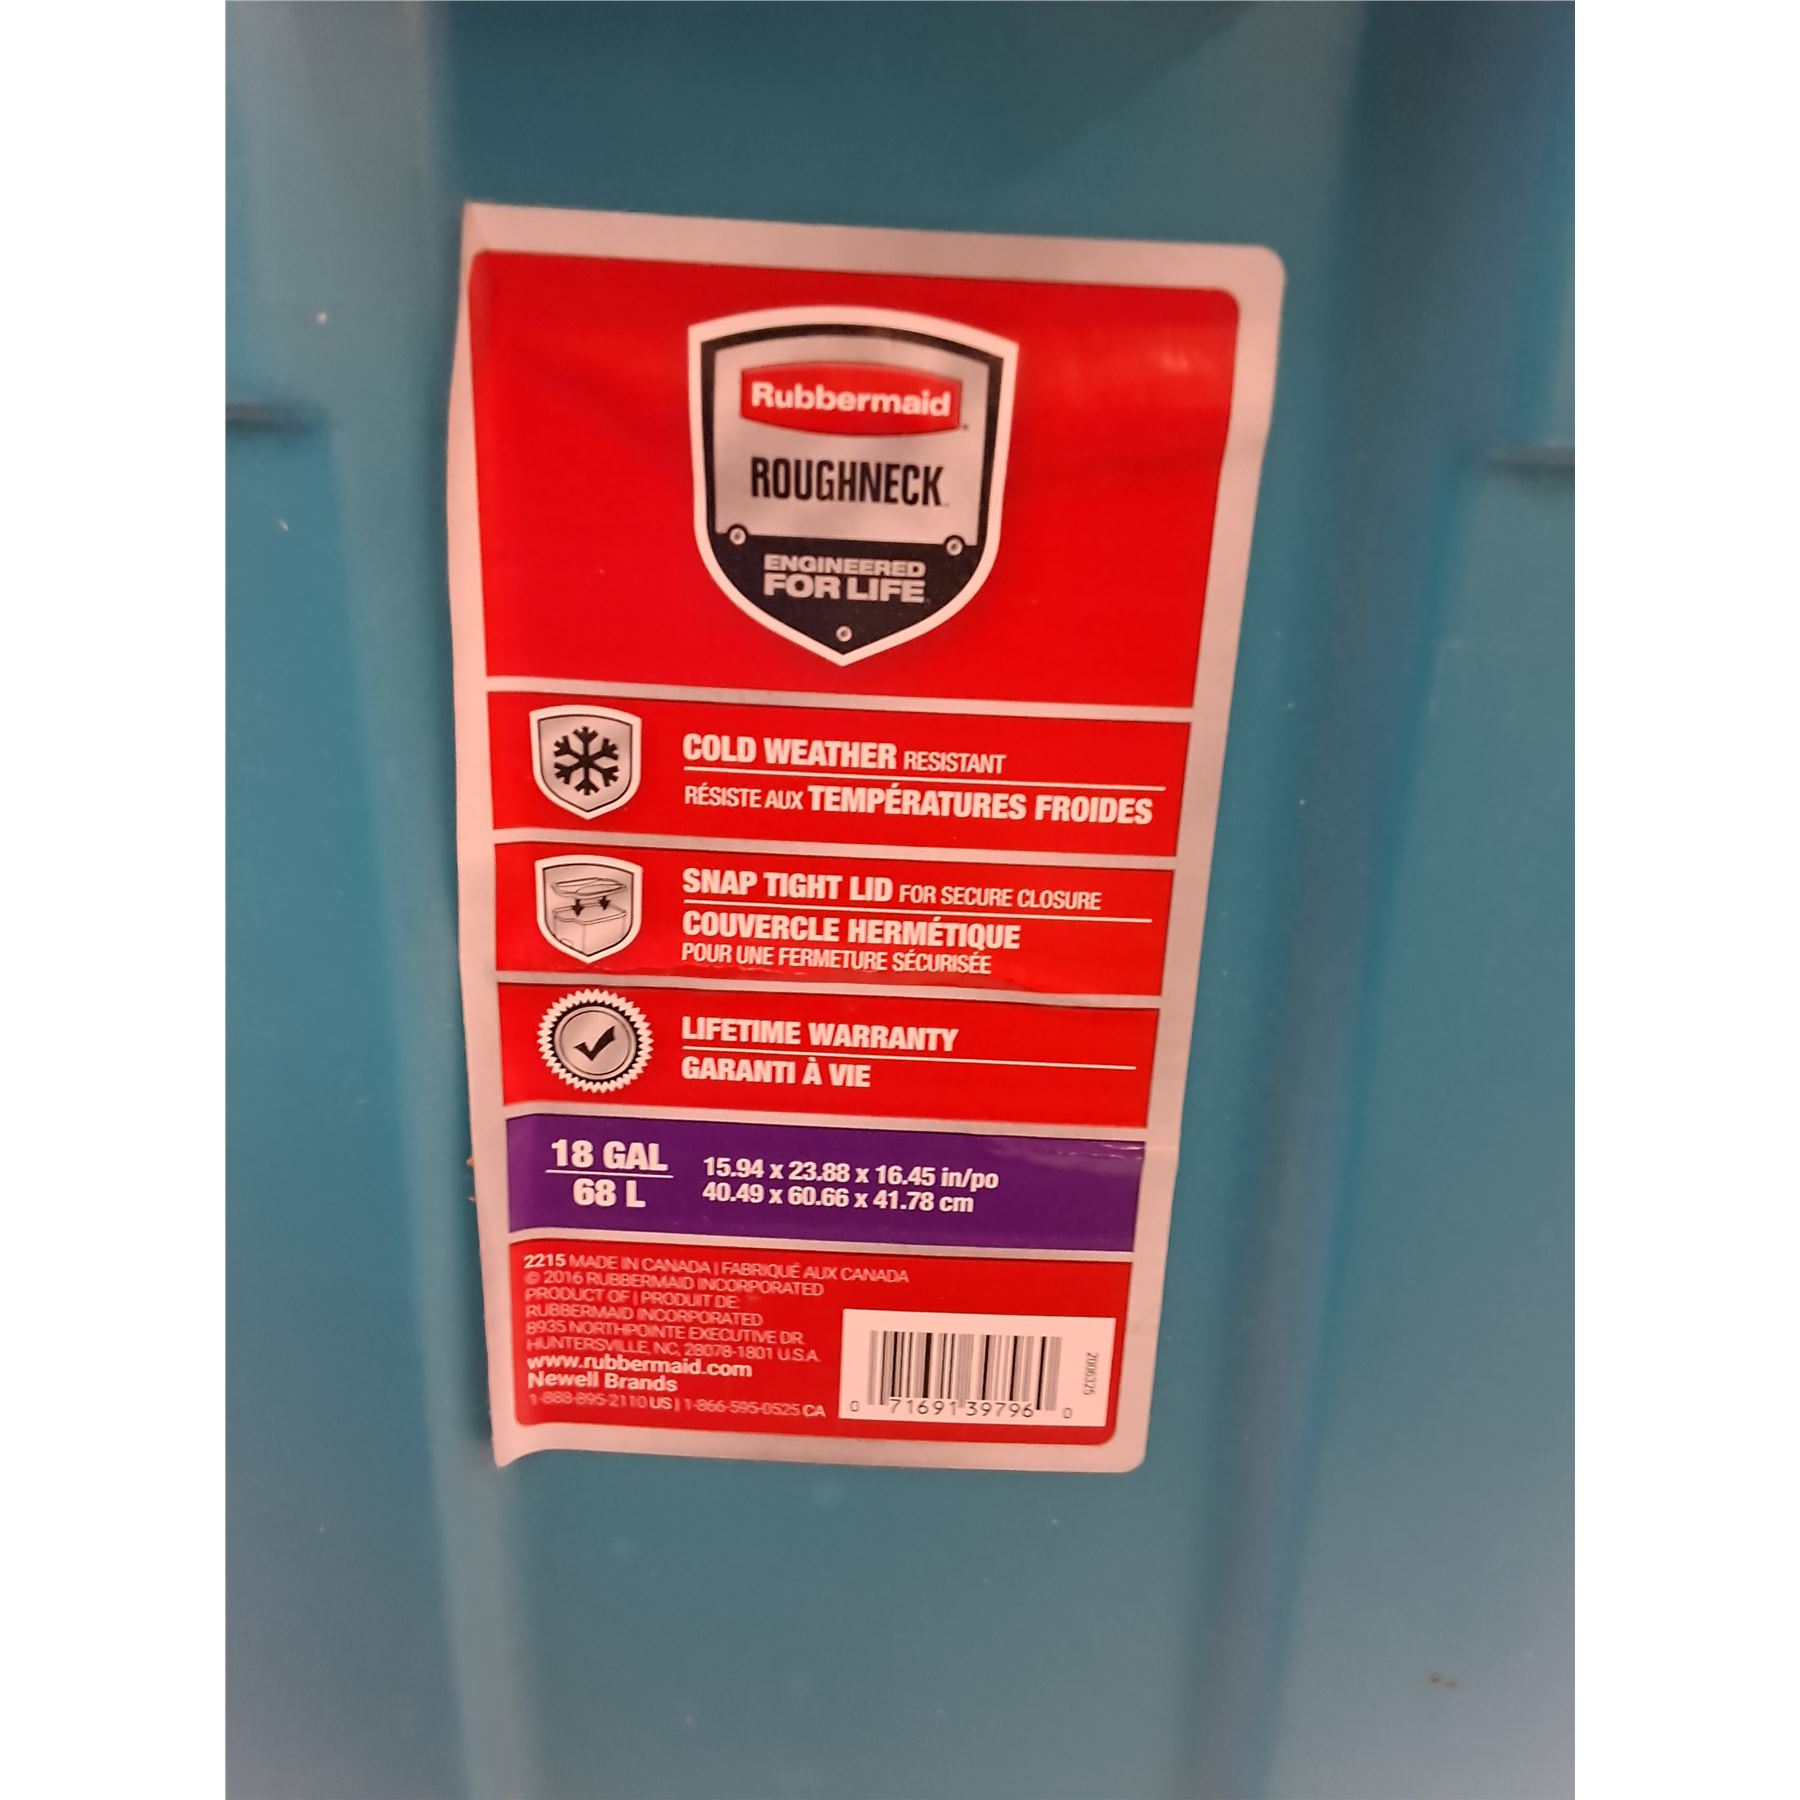 Rubbermaid
ROUGHNECK
ENGINEERED
FOR LIFE
COLD WEATHER RESISTANT
RÉSISTE AUX TEMPÉRATURES FROIDES
SNAP TIGHT LID FOR SECURE CLOSURE
COUVERCLE HERMÉTIQUE
POUR UNE FERMETURE SÉCURISÉE
LIFETIME WARRANTY
GARANTI À VIE
18 GAL
68 L
15.94 x 23.88 x 16.45 in/po
40.49 x 60.66 x 41.78 cm
2215 MADE IN CANADA | FABRIQUÉ AUX CANADA
© 2016 RUBBERMAID INCORPORATED
PRODUCT OF | PRODUIT DE:
RUBBERMAID INCORPORATED
8935 NORTHPOINTE EXECUTIVE DR.
HUNTERSVILLE, NC, 28078-1801 U.S.A.
www.rubbermaid.com
Newell Brands
1-888-895-2110 US | 1-866-595-0525 CA
0 71691 39796 0
2006325